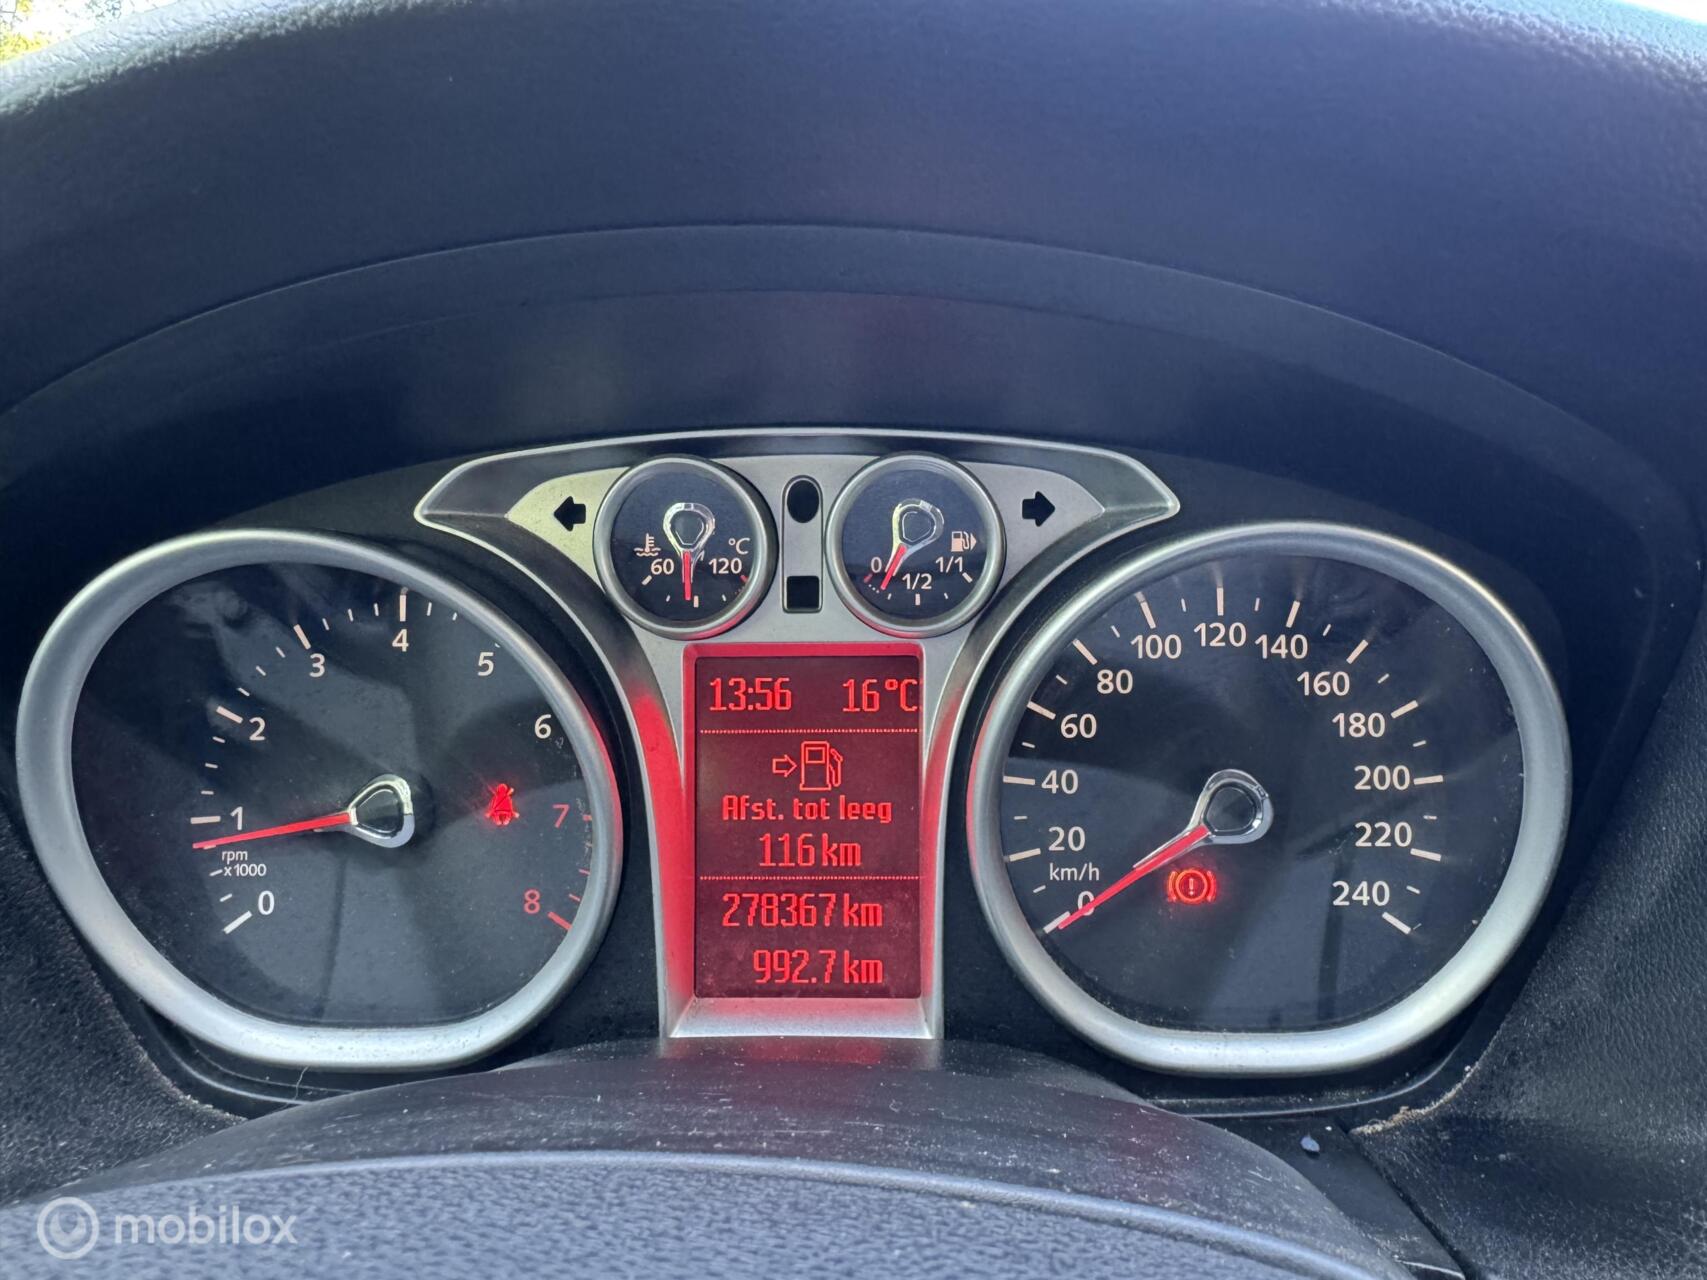 60 120 °C
0 1/2 1/1
0 1 2 3 4 5 6 7 8
rpm
x1000
13:56 16°C
Afst. tot leeg
116 km
278367 km
992.7 km
0 20 40 60 80 100 120 140 160 180 200 220 240
km/h
mobilox